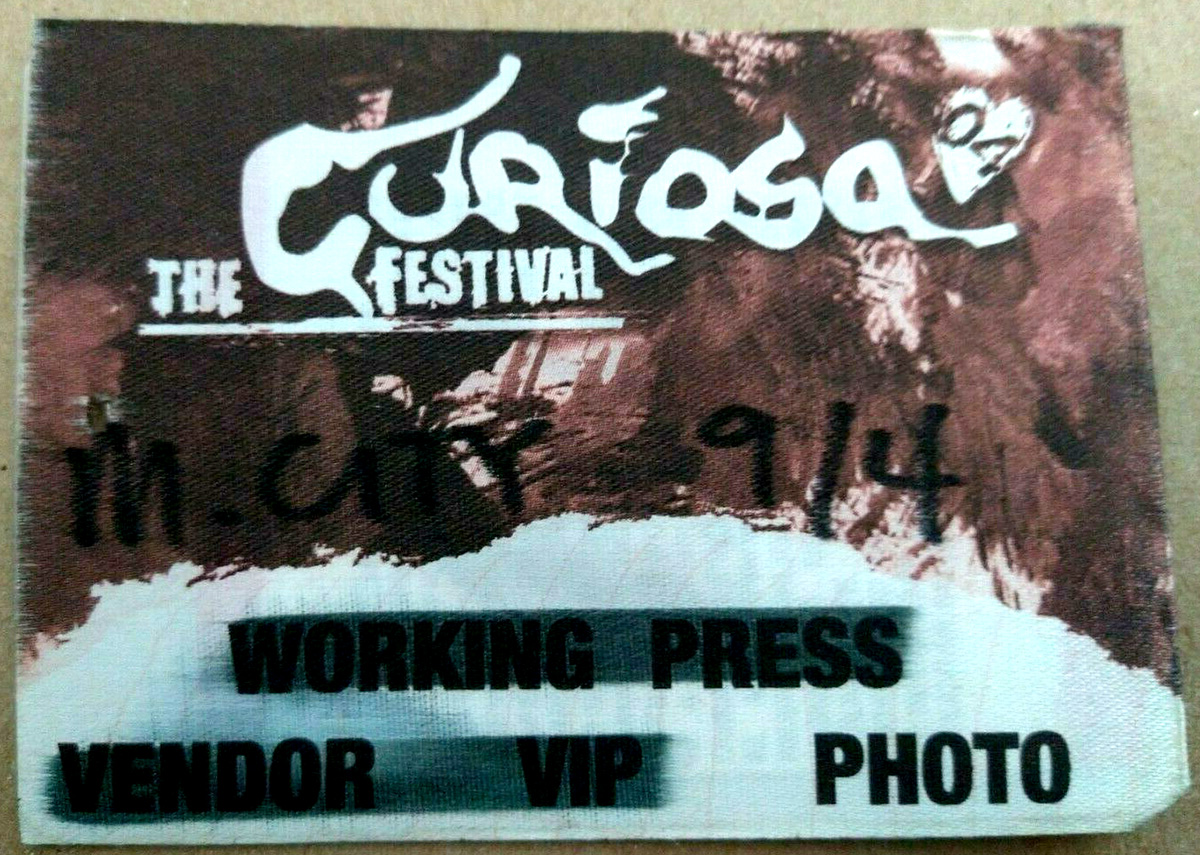 CURIOSA
THE FESTIVAL
M. CITY 9/4
WORKING PRESS
VENDOR VIP PHOTO